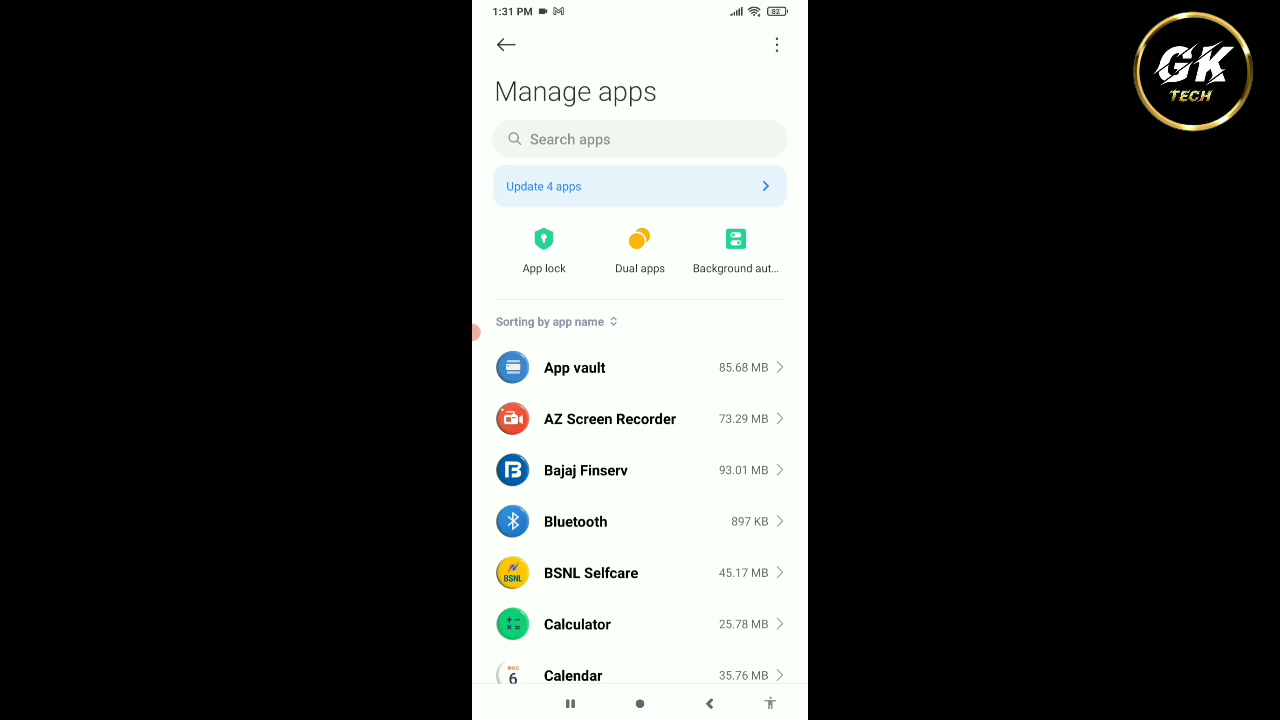 1:31 PM
82
GK
TECH
Manage apps
Search apps
Update 4 apps
App lock
Dual apps
Background aut...
Sorting by app name
App vault
85.68 MB
AZ Screen Recorder
73.29 MB
Bajaj Finserv
93.01 MB
Bluetooth
897 KB
BSNL
BSNL Selfcare
45.17 MB
Calculator
25.78 MB
6
Calendar
35.76 MB